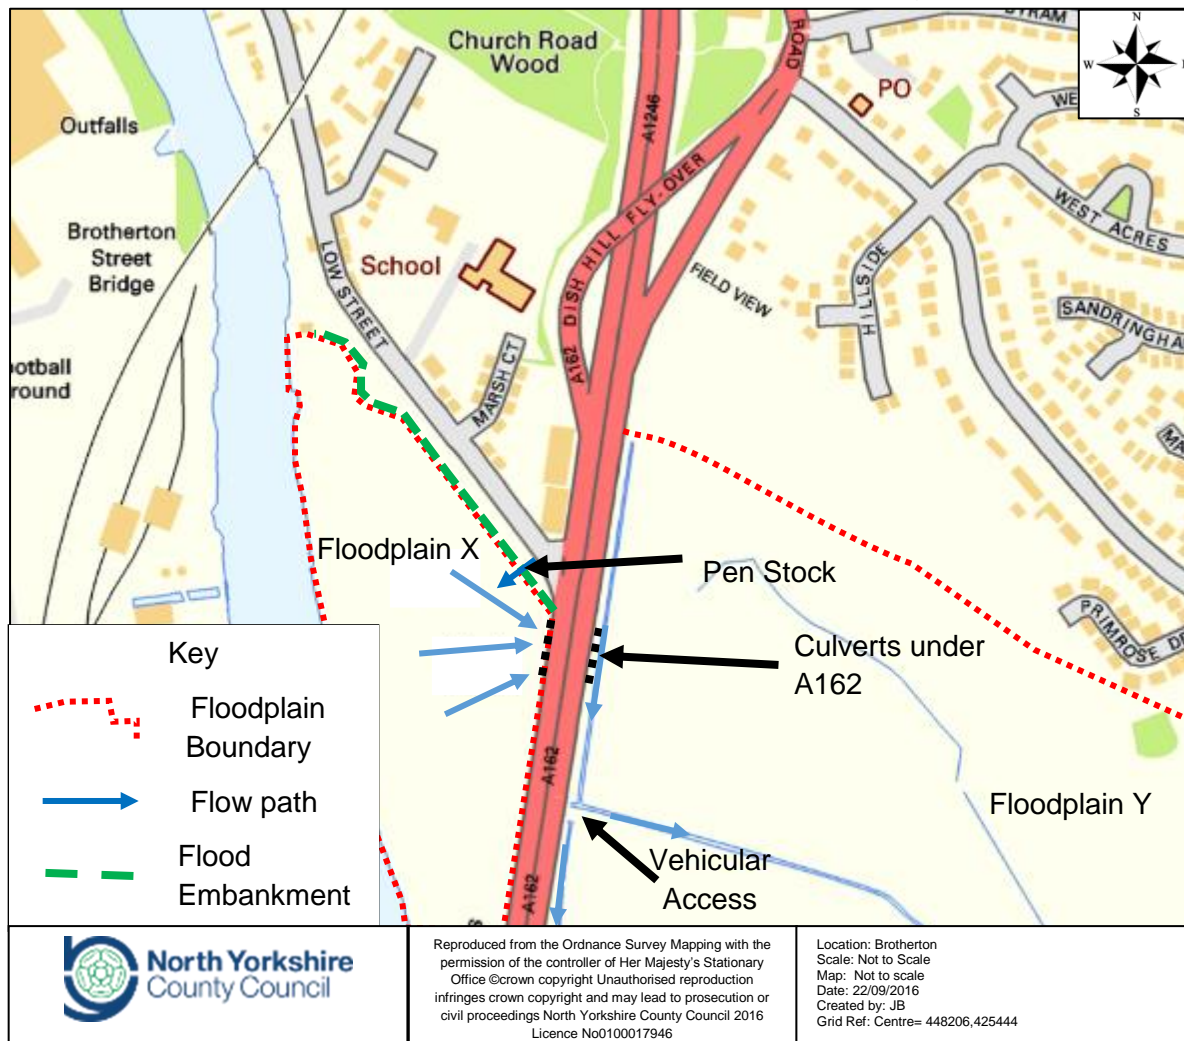 Church Road
Wood
BYRAM
N
W
S
PO
ROAD
A1246
Outfalls
WE
WEST ACRES
Brotherton
Street
Bridge
School
LOW STREET
A162 DISH HILL FLY-OVER
FIELD VIEW
HILLSIDE
SANDRINGHA
ootball
round
MARSH CT
MA
Floodplain X
Pen Stock
PRIMROSE DR
Culverts under
A162
Key
Floodplain
Boundary
A162
Flow path
Floodplain Y
Vehicular
Access
Flood
Embankment
A162
S
North Yorkshire
County Council
Reproduced from the Ordnance Survey Mapping with the
permission of the controller of Her Majesty's Stationary
Office ©crown copyright Unauthorised reproduction
infringes crown copyright and may lead to prosecution or
civil proceedings North Yorkshire County Council 2016
Licence No0100017946
Location: Brotherton
Scale: Not to Scale
Map: Not to scale
Date: 22/09/2016
Created by: JB
Grid Ref: Centre= 448206,425444